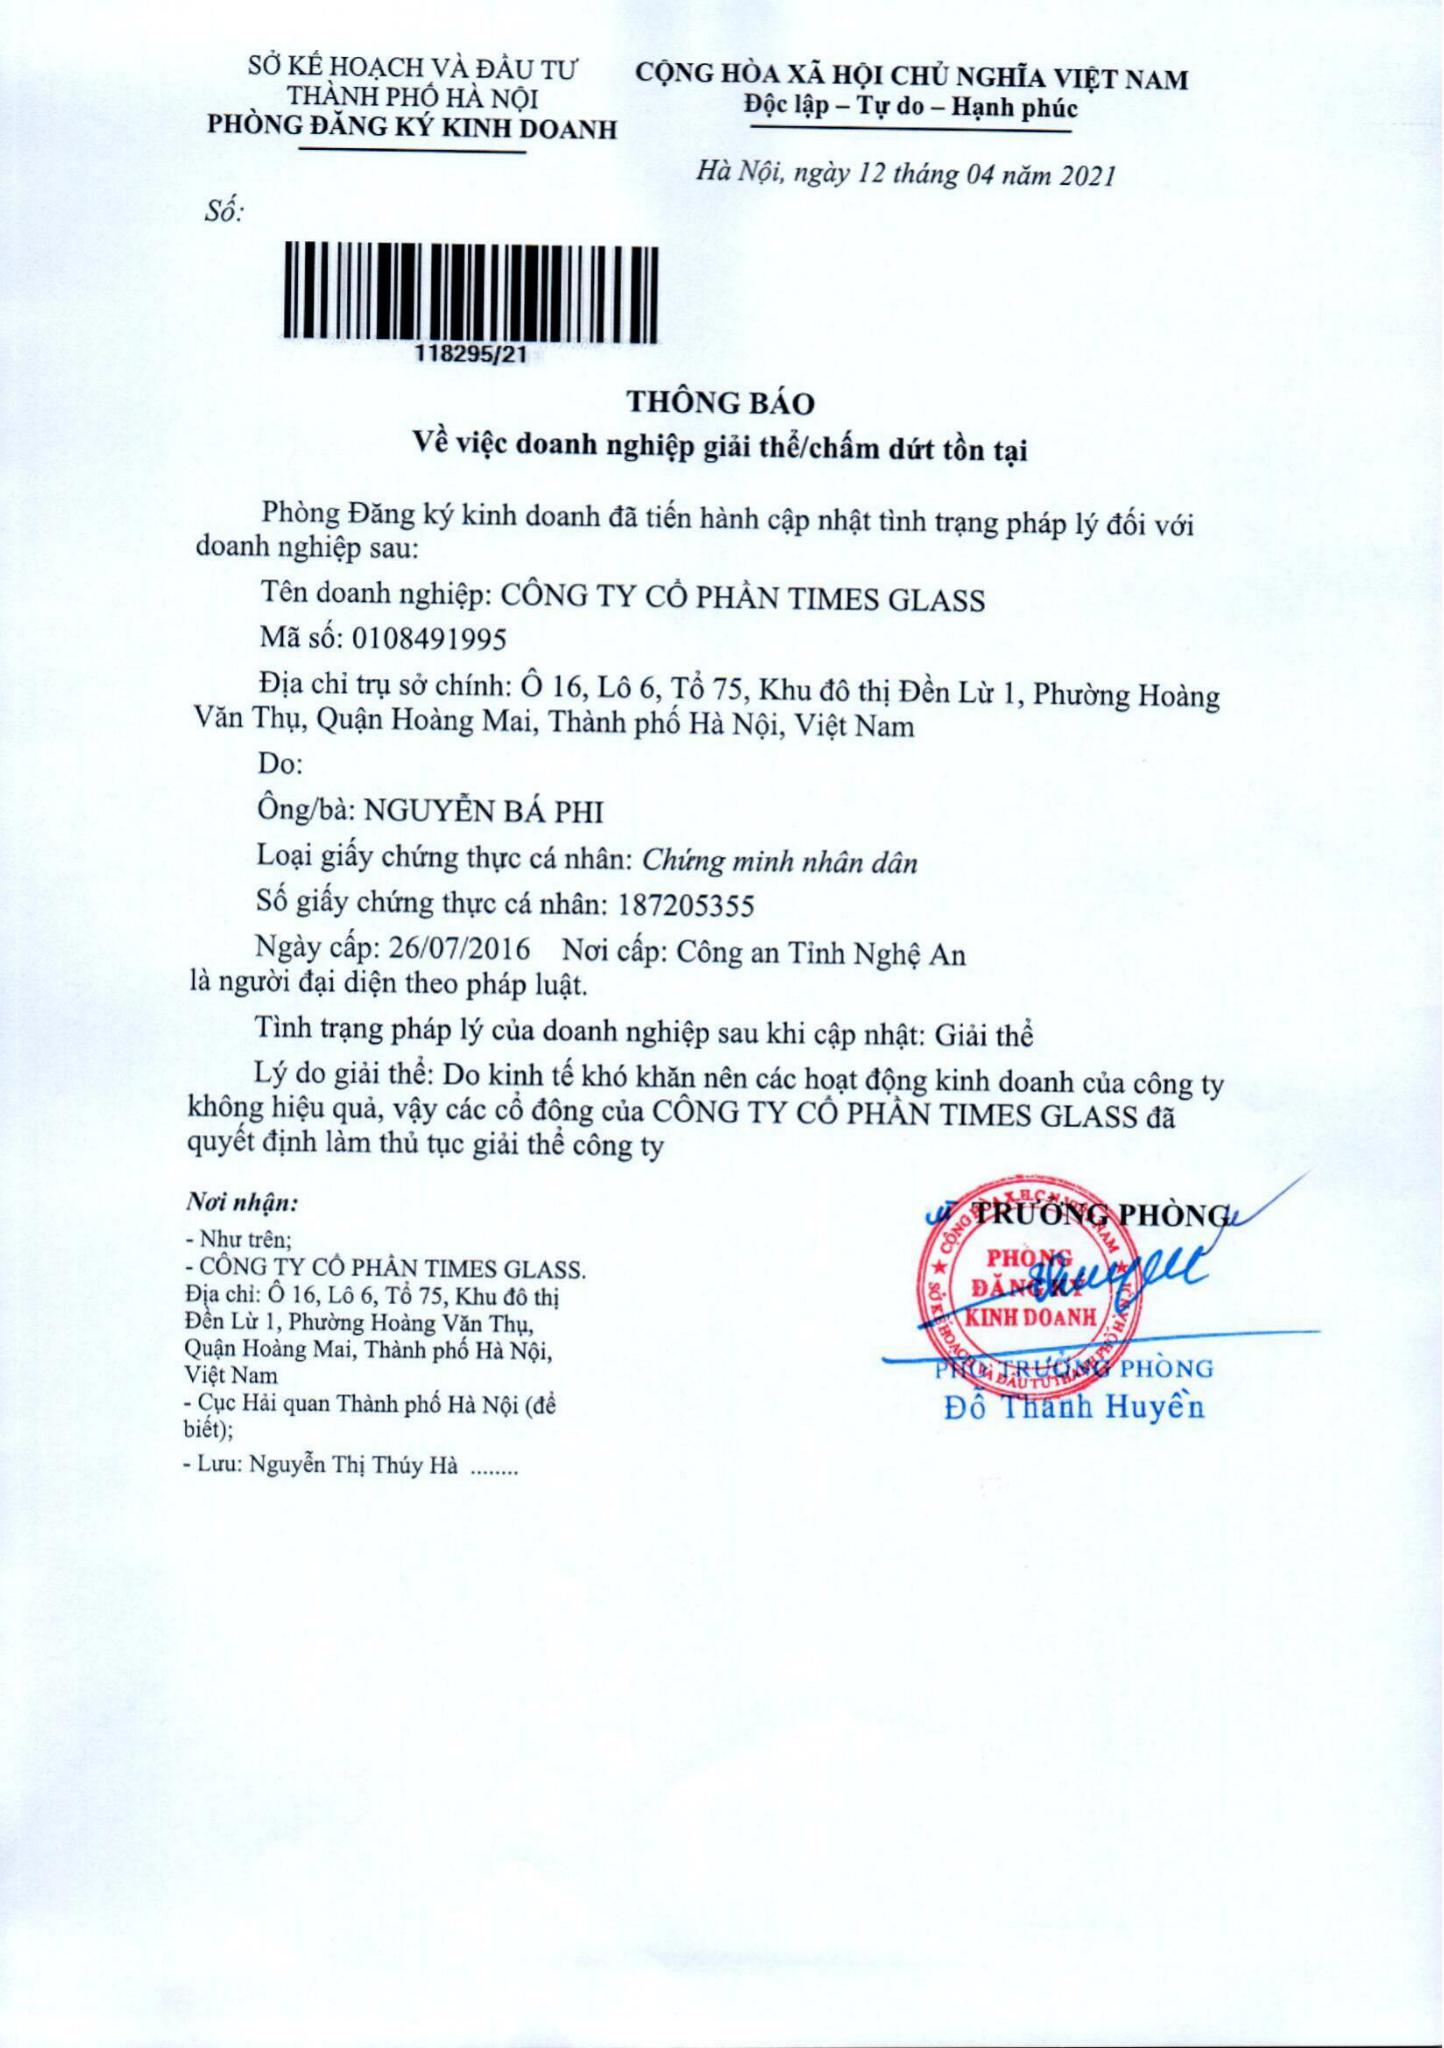 SỞ KẾ HOẠCH VÀ ĐẦU TƯ
THÀNH PHỐ HÀ NỘI
PHÒNG ĐĂNG KÝ KINH DOANH
CỘNG HÒA XÃ HỘI CHỦ NGHĨA VIỆT NAM
Độc lập – Tự do – Hạnh phúc
Hà Nội, ngày 12 tháng 04 năm 2021
Số:
118295/21
THÔNG BÁO
Về việc doanh nghiệp giải thể/chấm dứt tồn tại
Phòng Đăng ký kinh doanh đã tiến hành cập nhật tình trạng pháp lý đối với
doanh nghiệp sau:
Tên doanh nghiệp: CÔNG TY CỔ PHẦN TIMES GLASS
Mã số: 0108491995
Địa chỉ trụ sở chính: Ô 16, Lô 6, Tổ 75, Khu đô thị Đền Lừ 1, Phường Hoàng
Văn Thụ, Quận Hoàng Mai, Thành phố Hà Nội, Việt Nam
Do:
Ông/bà: NGUYỄN BÁ PHI
Loại giấy chứng thực cá nhân: Chứng minh nhân dân
Số giấy chứng thực cá nhân: 187205355
Ngày cấp: 26/07/2016 Nơi cấp: Công an Tỉnh Nghệ An
là người đại diện theo pháp luật.
Tình trạng pháp lý của doanh nghiệp sau khi cập nhật: Giải thể
Lý do giải thể: Do kinh tế khó khăn nên các hoạt động kinh doanh của công ty
không hiệu quả, vậy các cổ đông của CÔNG TY CỔ PHẦN TIMES GLASS đã
quyết định làm thủ tục giải thể công ty
Nơi nhận:
- Như trên;
- CÔNG TY CỔ PHẦN TIMES GLASS.
Địa chỉ: Ô 16, Lô 6, Tổ 75, Khu đô thị
Đền Lừ 1, Phường Hoàng Văn Thụ,
Quận Hoàng Mai, Thành phố Hà Nội,
Việt Nam
- Cục Hải quan Thành phố Hà Nội (để
biết);
- Lưu: Nguyễn Thị Thúy Hà ........
TRƯỞNG PHÒNG
CỘNG HÒA X.H.C.N VIỆT NAM
PHÒNG
ĐĂNG KÝ
KINH DOANH
SỞ KẾ HOẠCH VÀ ĐẦU TƯ THÀNH PHỐ HÀ NỘI
PHÓ TRƯỞNG PHÒNG
Đỗ Thanh Huyền